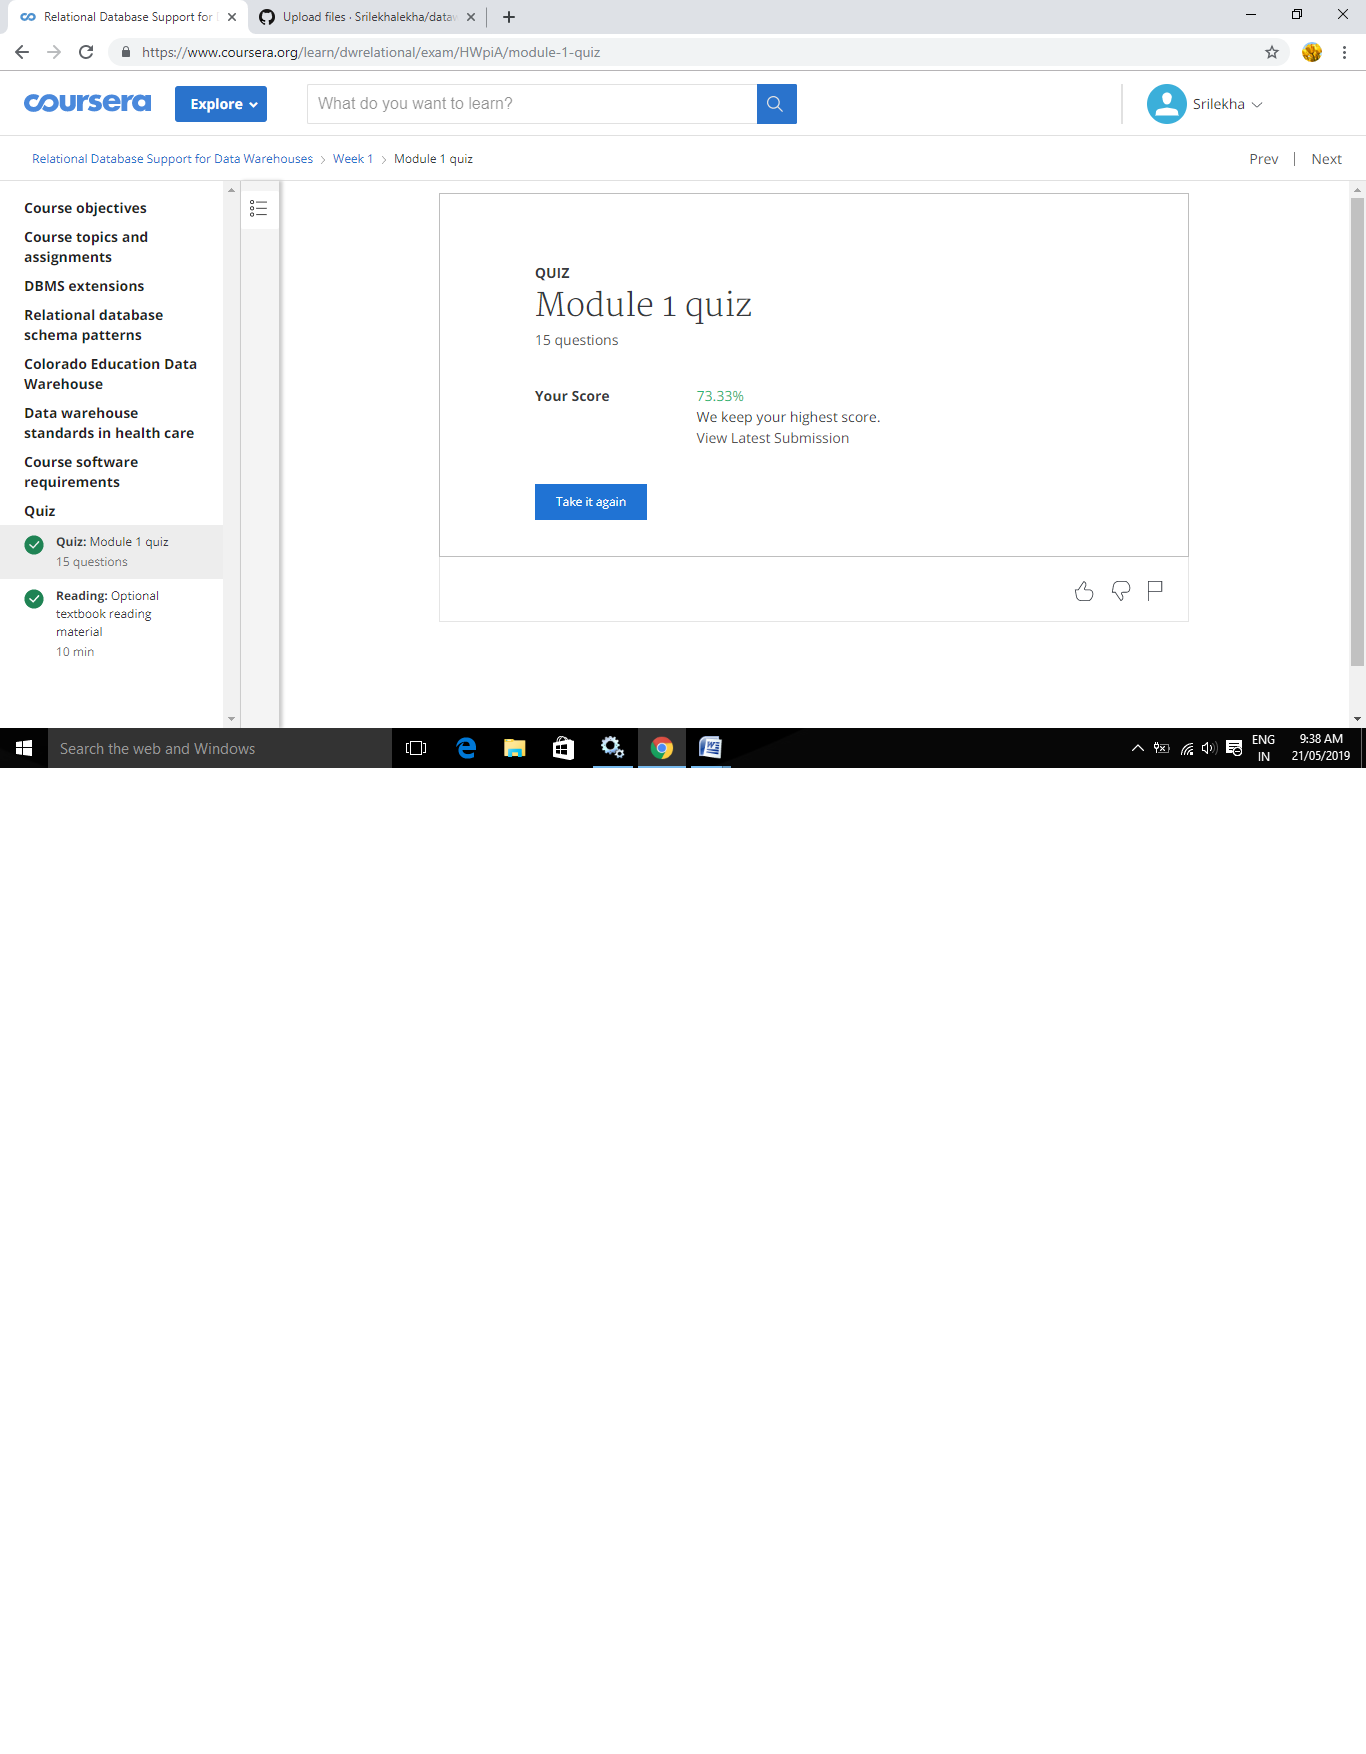 Relational Database Support for
Upload files · Srilekhalekha/dataw
https://www.coursera.org/learn/dwrelational/exam/HWpiA/module-1-quiz
coursera
Explore
What do you want to learn?
Srilekha
Relational Database Support for Data Warehouses > Week 1 > Module 1 quiz
Prev | Next
Course objectives
Course topics and
assignments
DBMS extensions
Relational database
schema patterns
Colorado Education Data
Warehouse
Data warehouse
standards in health care
Course software
requirements
Quiz
Quiz: Module 1 quiz
15 questions
Reading: Optional
textbook reading
material
10 min
QUIZ
Module 1 quiz
15 questions
Your Score
73.33%
We keep your highest score.
View Latest Submission
Take it again
Search the web and Windows
ENG
IN
9:38 AM
21/05/2019